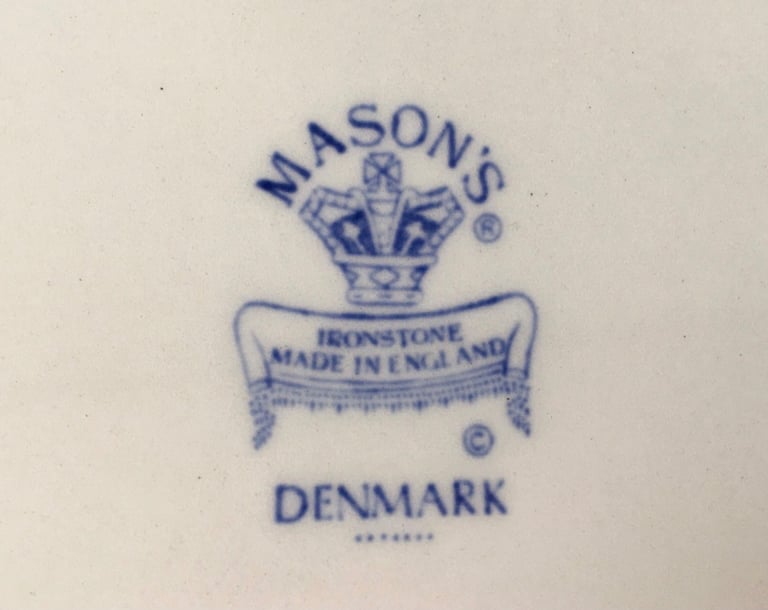 MASON'S
®
IRONSTONE
MADE IN ENGLAND
©
DENMARK